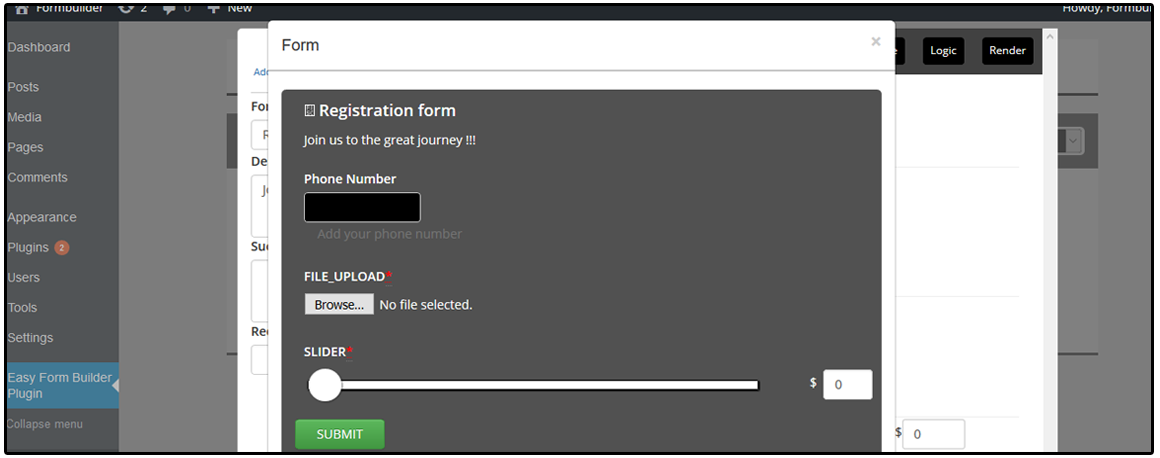 Formbuilder 2 0 New
Howdy, Formbui
Dashboard
Posts
Media
Pages
Comments
Appearance
Plugins 2
Users
Tools
Settings
Easy Form Builder
Plugin
Collapse menu
Add
For
R
De
Jo
Suc
Rec
Form ×
Registration form
Join us to the great journey !!!
Phone Number
Add your phone number
FILE_UPLOAD*
Browse... No file selected.
SLIDER*
$ 0
SUBMIT
e Logic Render
$ 0